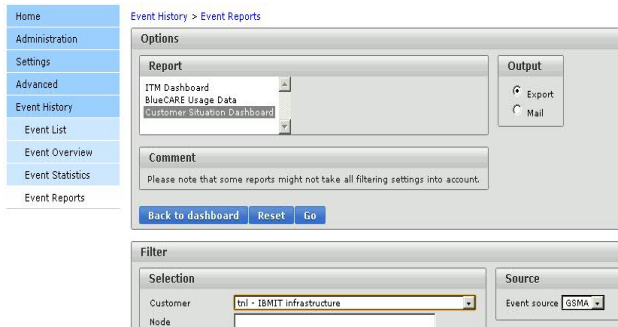 Home
Administration
Settings
Advanced
Event History
Event List
Event Overview
Event Statistics
Event Reports
Event History > Event Reports
Options
Report
ITM Dashboard
BlueCARE Usage Data
Customer Situation Dashboard
Output
Export
Mail
Comment
Please note that some reports might not take all filtering settings into account.
Back to dashboard Reset Go
Filter
Selection
Customer tnl - IBMIT infrastructure
Node
Source
Event source GSMA